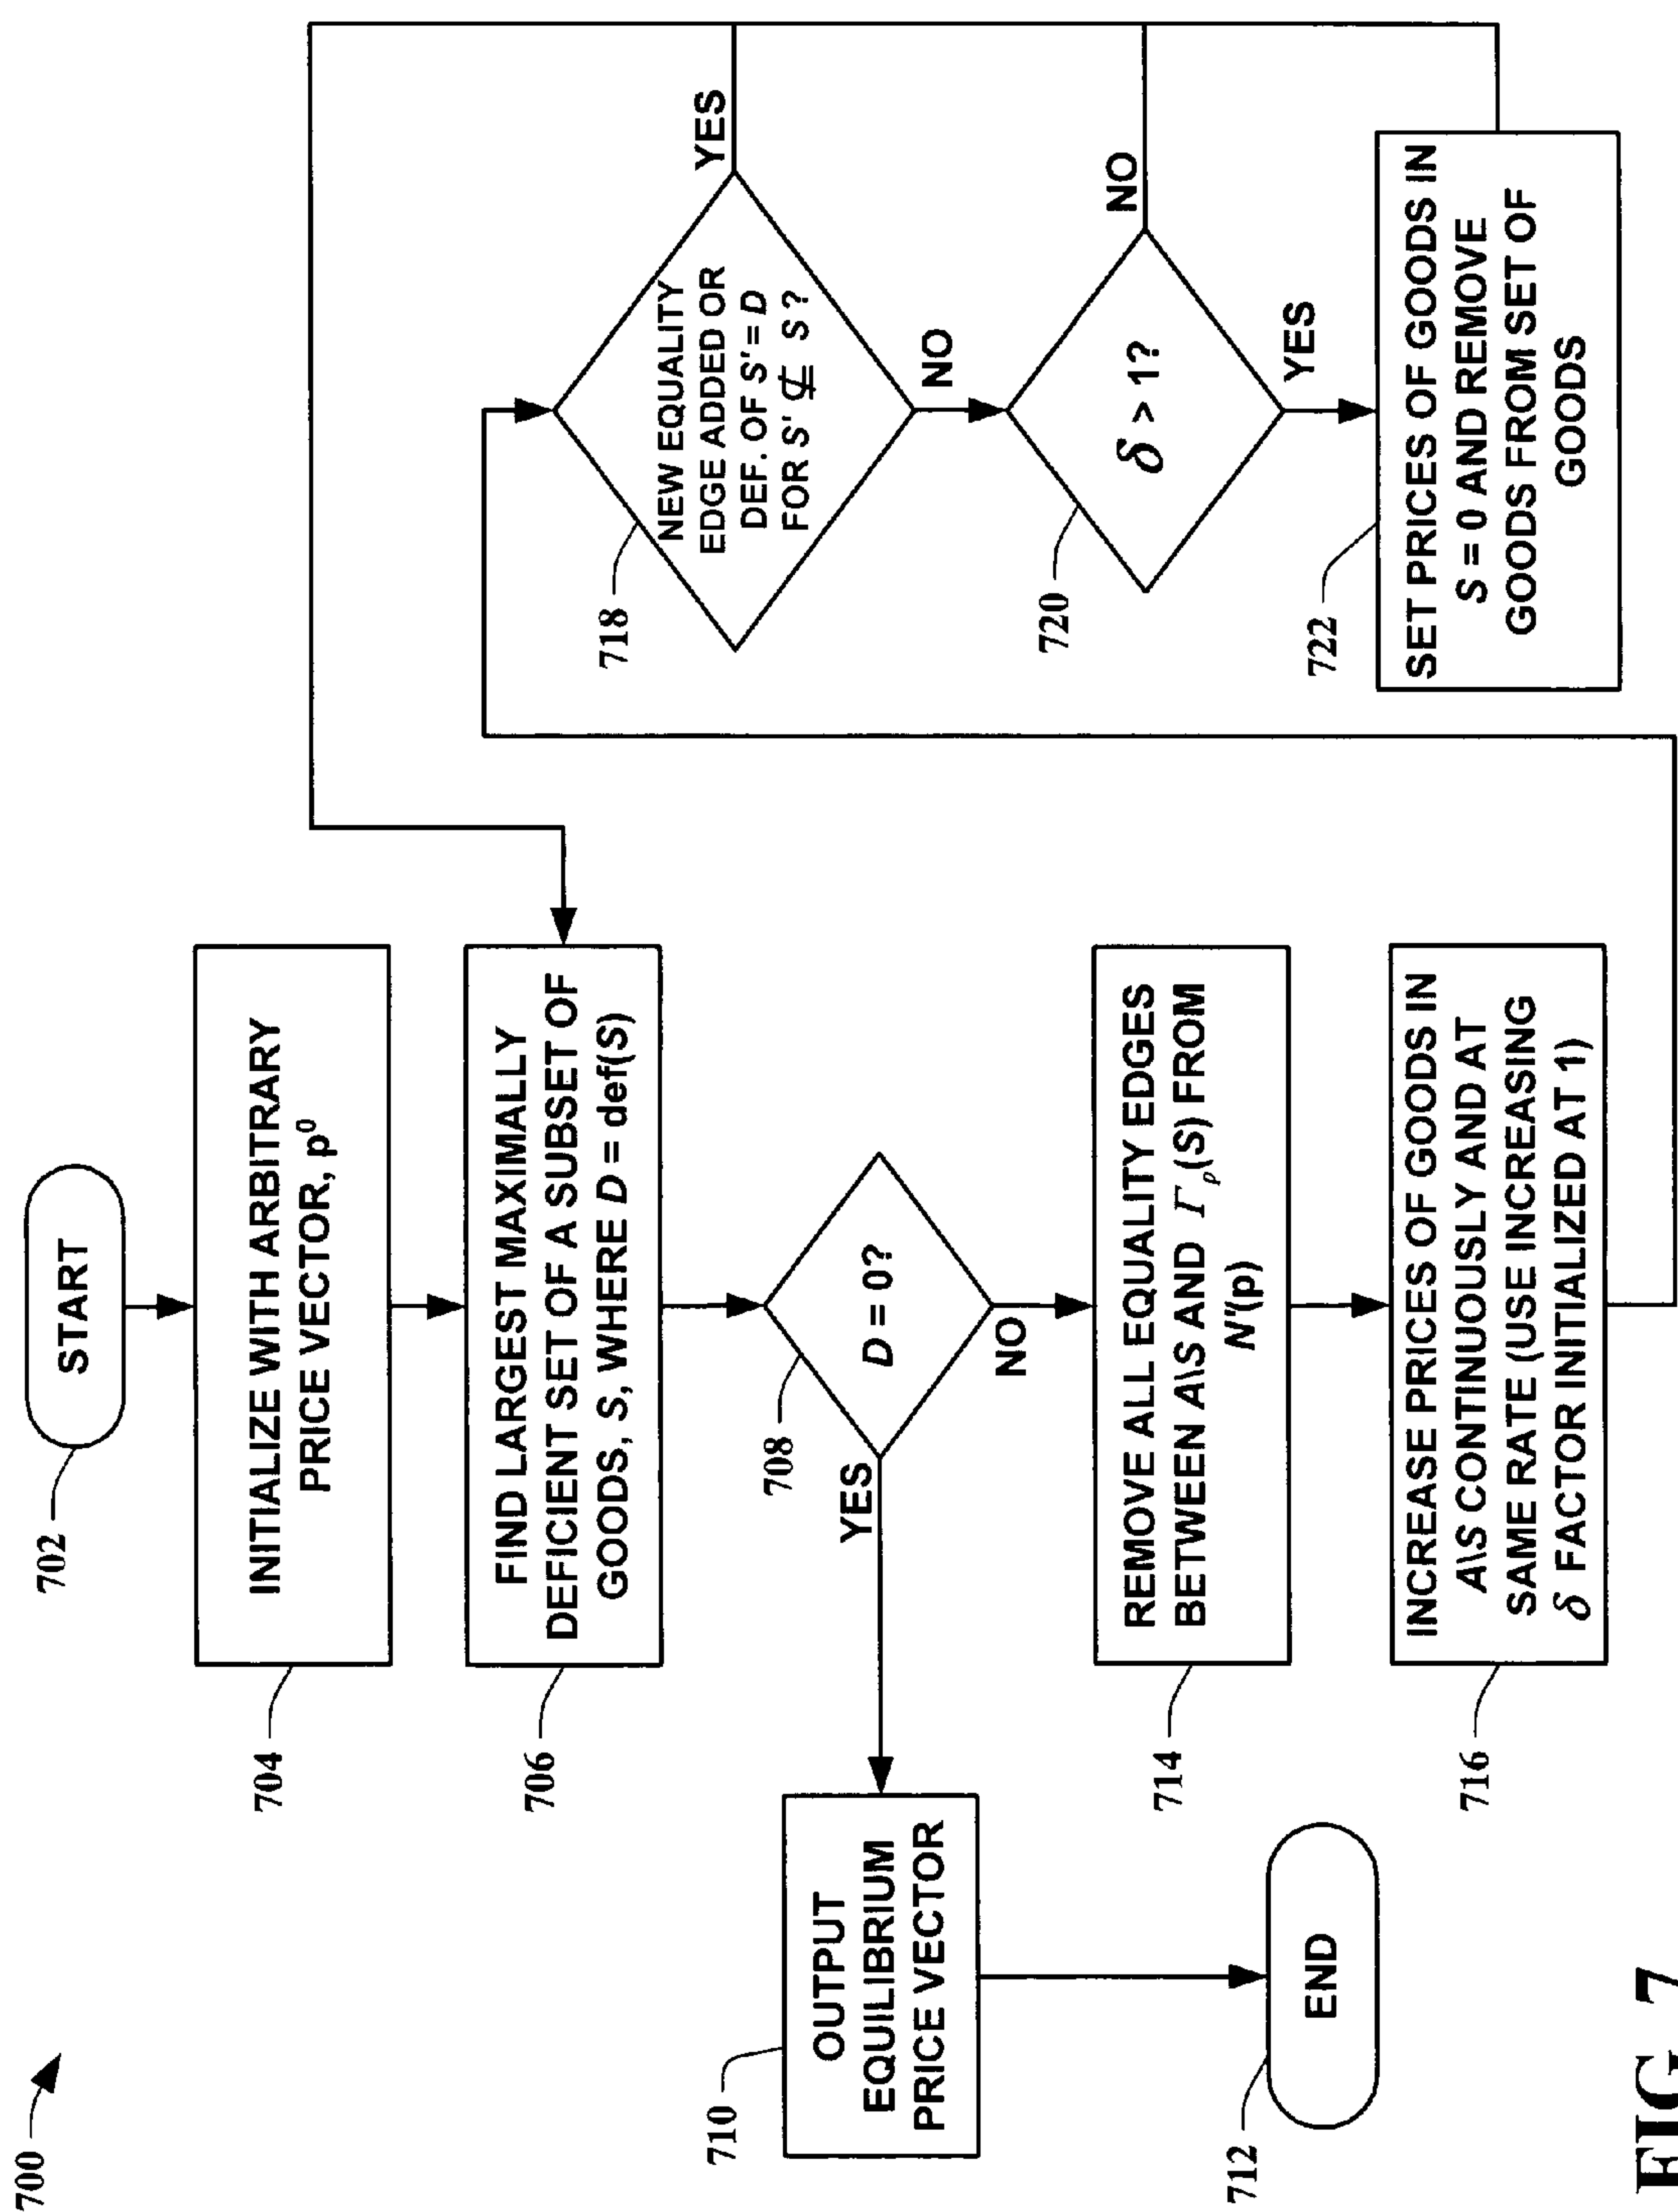 700
702
START
704
INITIALIZE WITH ARBITRARY
PRICE VECTOR, p⁰
706
FIND LARGEST MAXIMALLY
DEFICIENT SET OF A SUBSET OF
GOODS, S, WHERE D = def(S)
708
D = 0?
YES
NO
710
OUTPUT
EQUILIBRIUM
PRICE VECTOR
712
END
714
REMOVE ALL EQUALITY EDGES
BETWEEN A\S AND Γₚ(S) FROM
N"(p)
716
INCREASE PRICES OF GOODS IN
A\S CONTINUOUSLY AND AT
SAME RATE (USE INCREASING
δ FACTOR INITIALIZED AT 1)
718
NEW EQUALITY
EDGE ADDED OR
DEF. OF S' = D
FOR S' ⊈ S ?
YES
NO
720
δ > 1?
NO
YES
722
SET PRICES OF GOODS IN
S = 0 AND REMOVE
GOODS FROM SET OF
GOODS
FIG 7